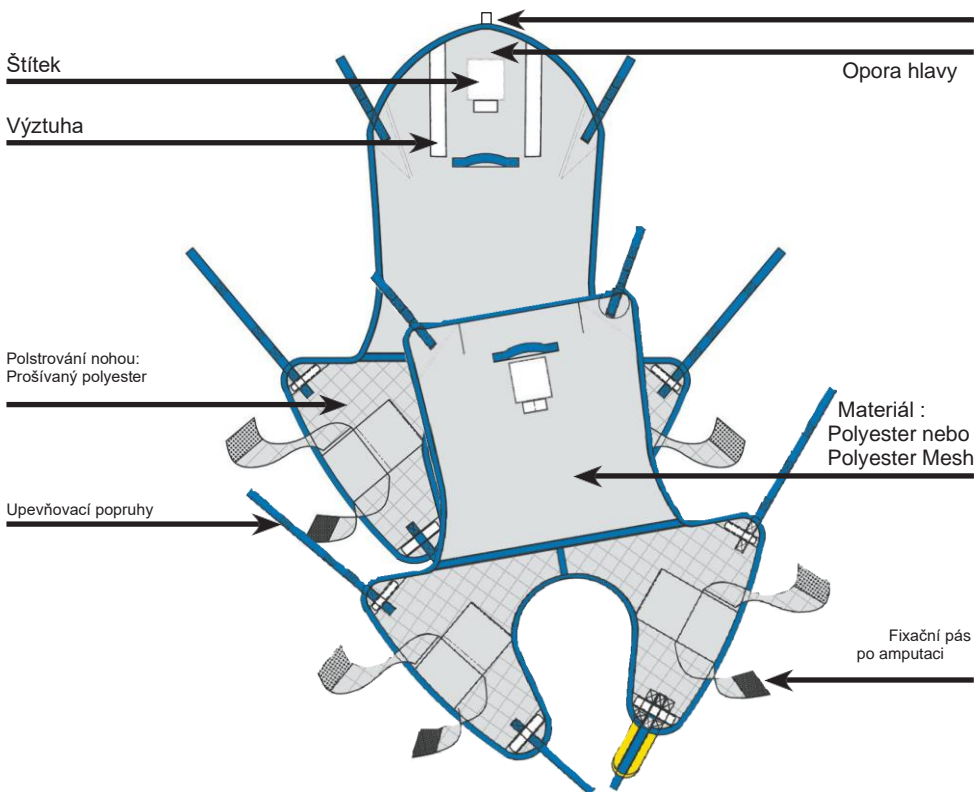 Štítek
Opora hlavy
Výztuha
Polstrování nohou:
Prošívaný polyester
Materiál :
Polyester nebo
Polyester Mesh
Upevňovací popruhy
Fixační pás
po amputaci